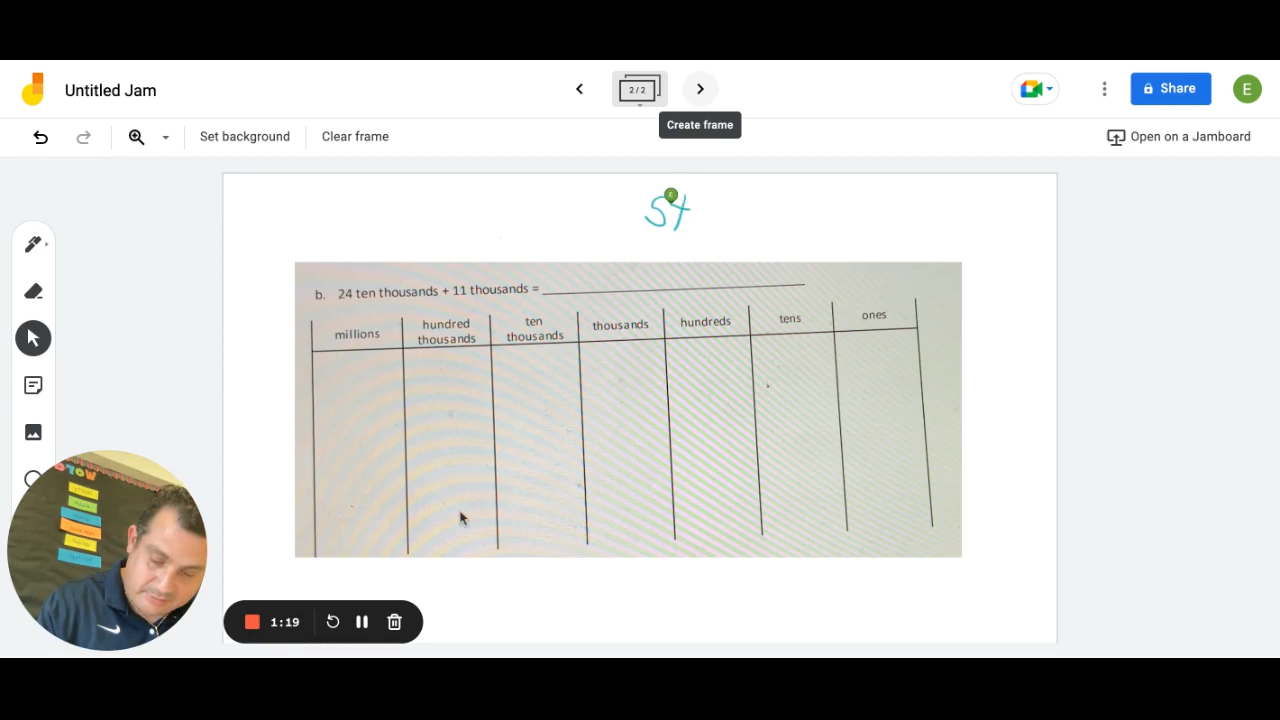 Untitled Jam
2/2
Share
E
Create frame
Set background
Clear frame
Open on a Jamboard
b. 24 ten thousands + 11 thousands = ____________________
millions
hundred thousands
ten thousands
thousands
hundreds
tens
ones
1:19